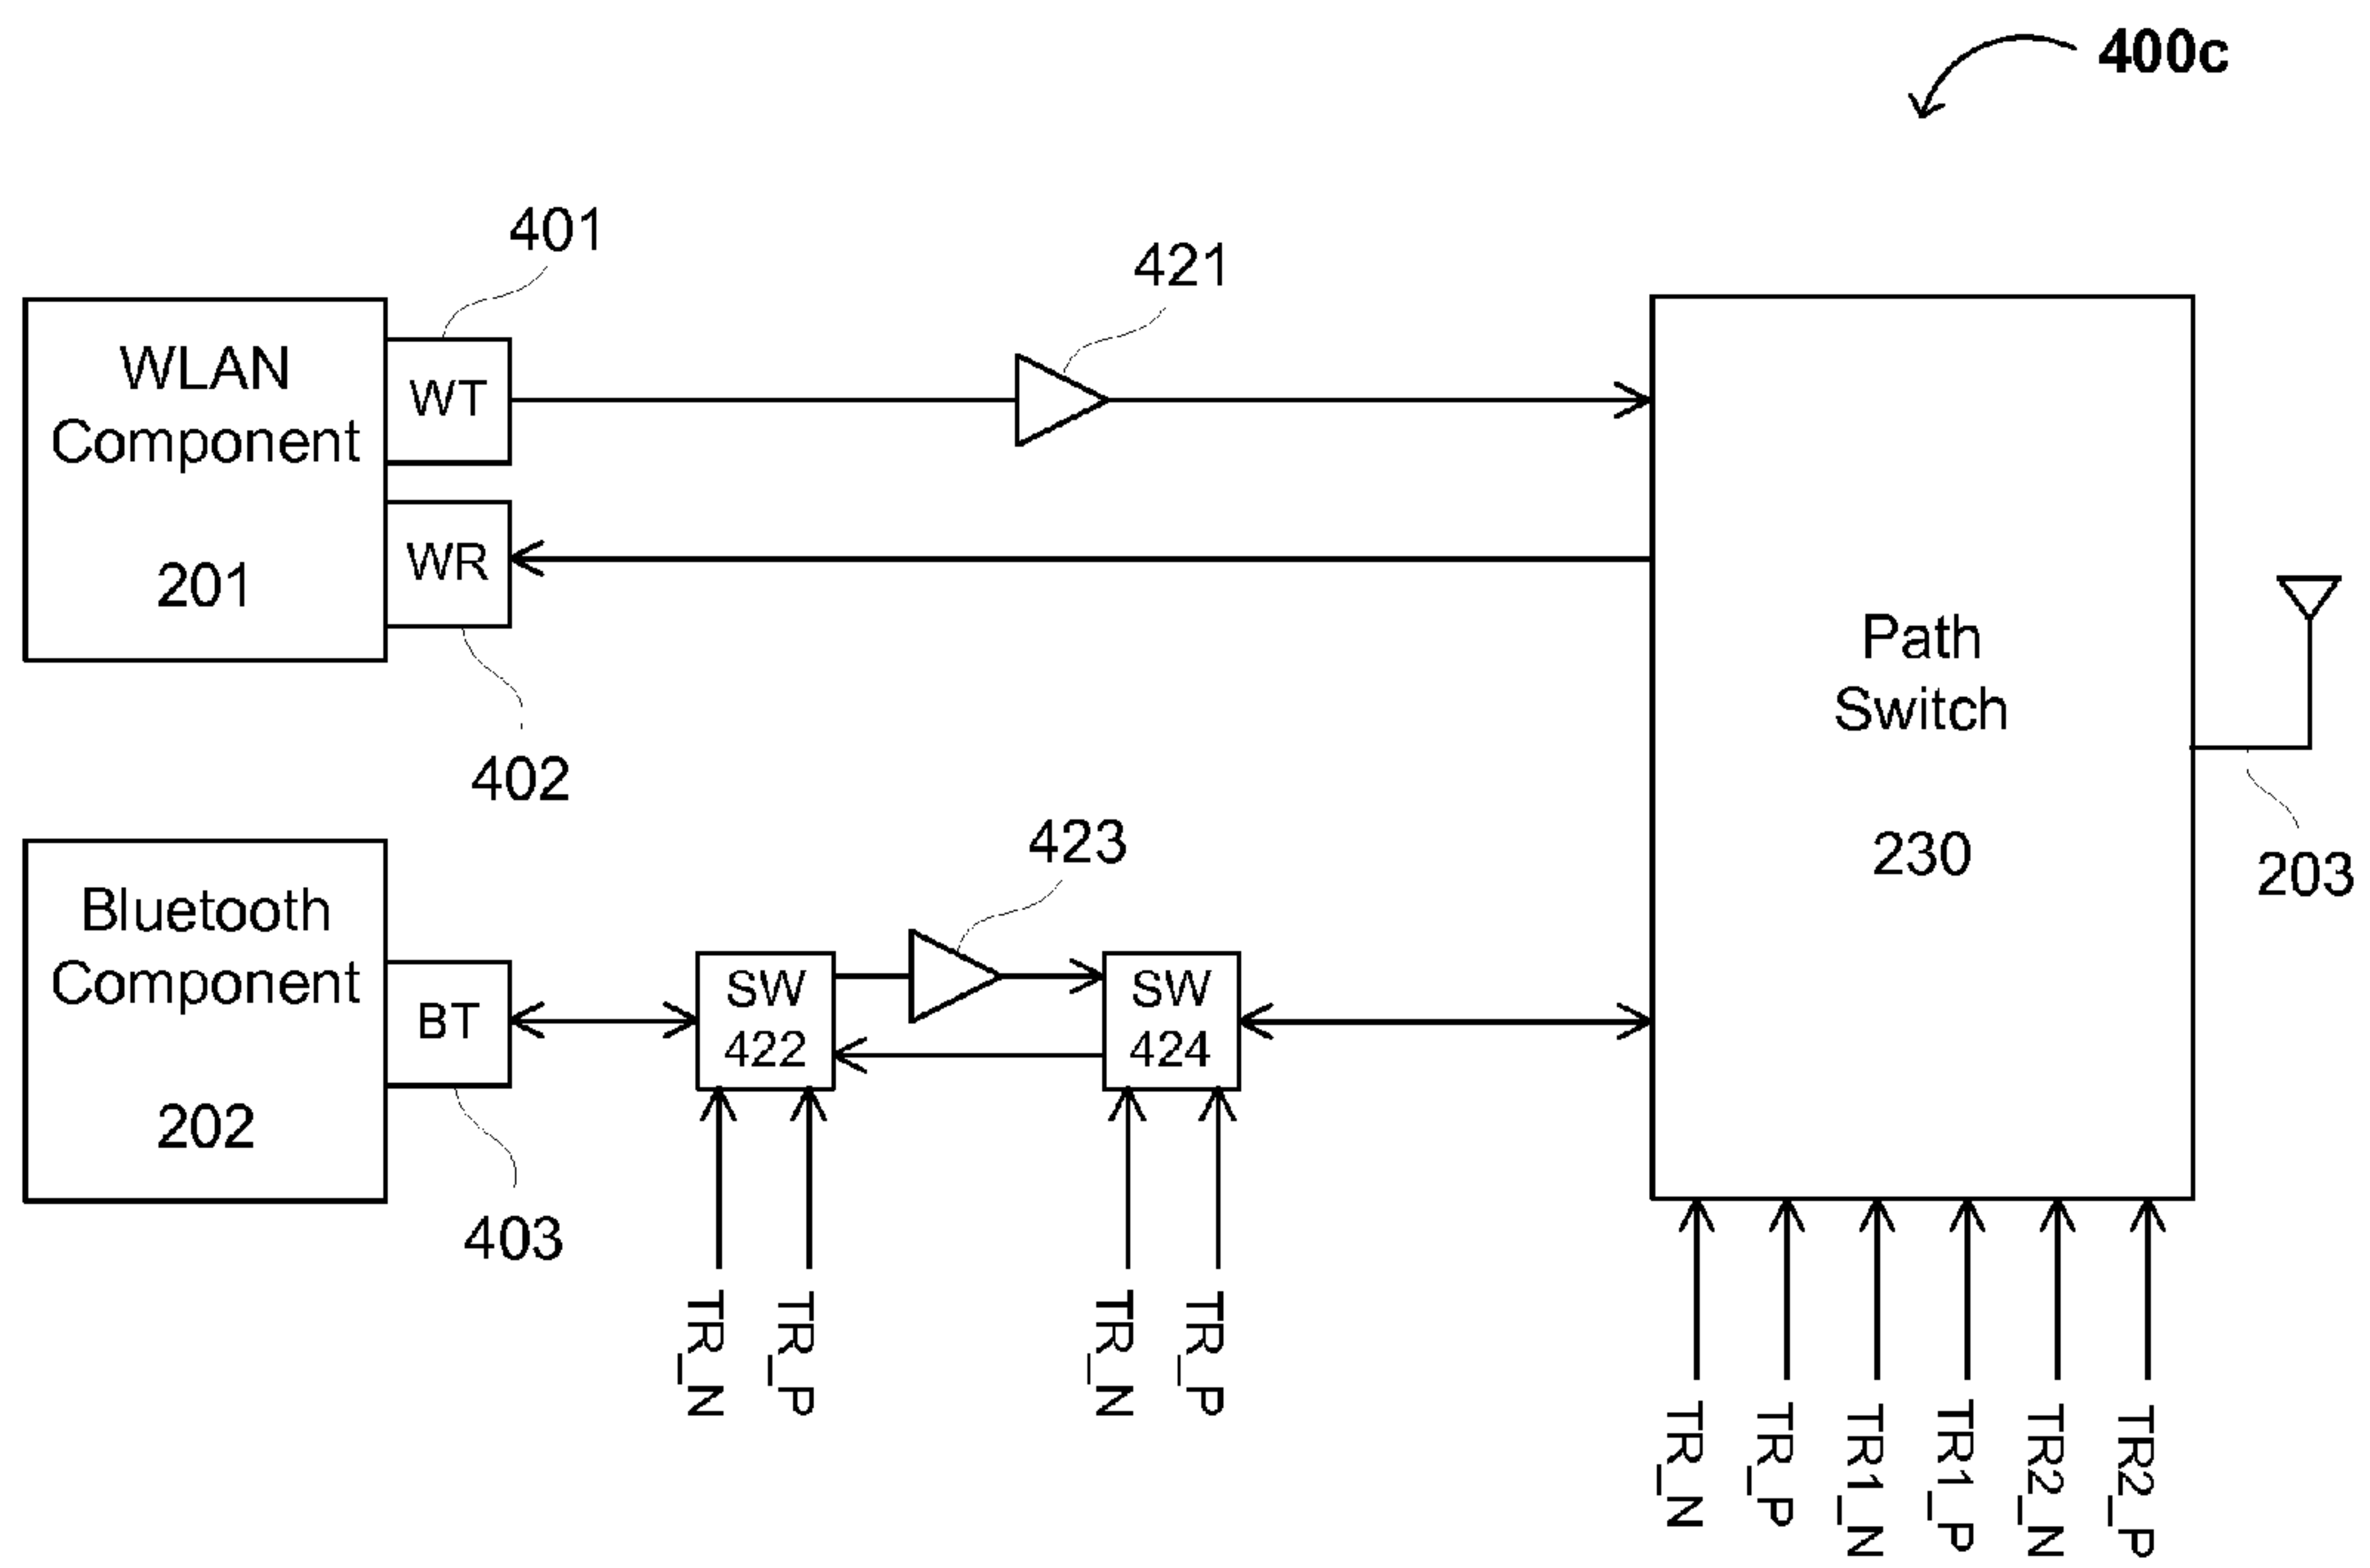 400c
401
421
WLAN
Component
201
WT
WR
402
Path
Switch
230
203
423
Bluetooth
Component
202
BT
403
SW
422
SW
424
TR_N
TR_P
TR_N
TR_P
TR_N
TR_P
TR1_N
TR1_P
TR2_N
TR2_P